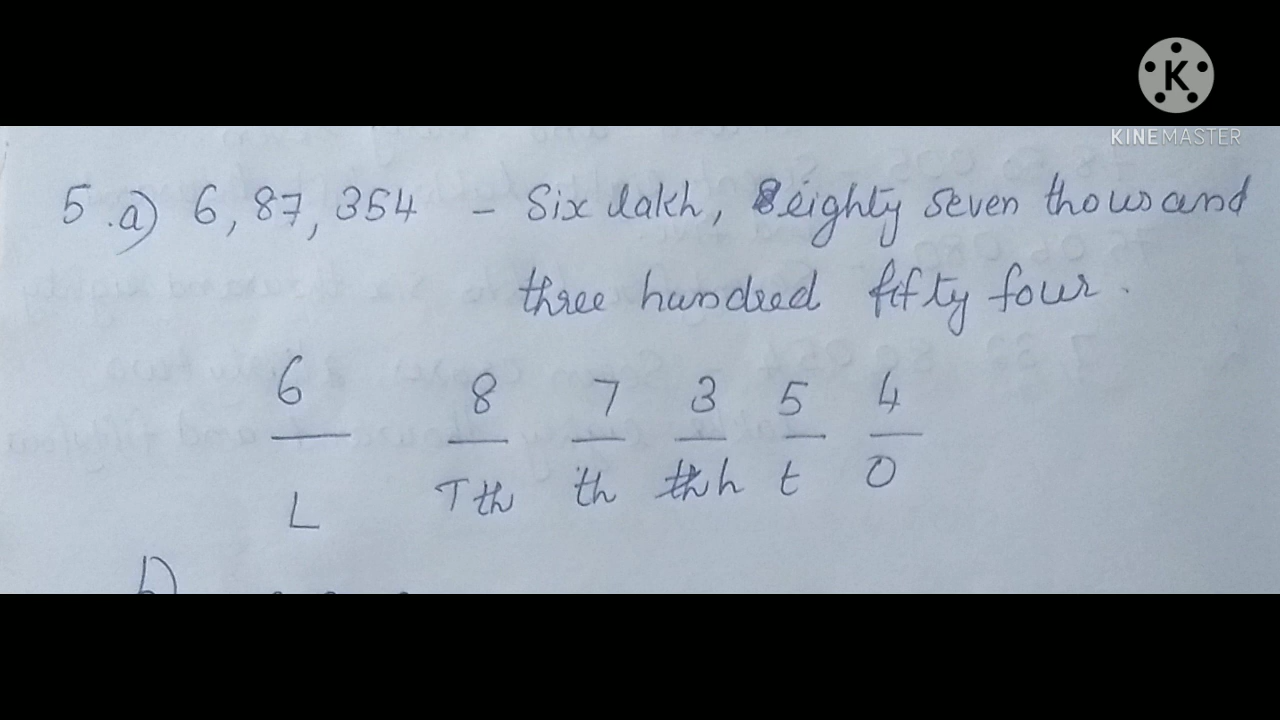 K
KINEMASTER
5.a) 6,87,354 - Six lakh, eighty seven thousand
three hundred fifty four.
6 8 7 3 5 4
L Tth th h t O
b)